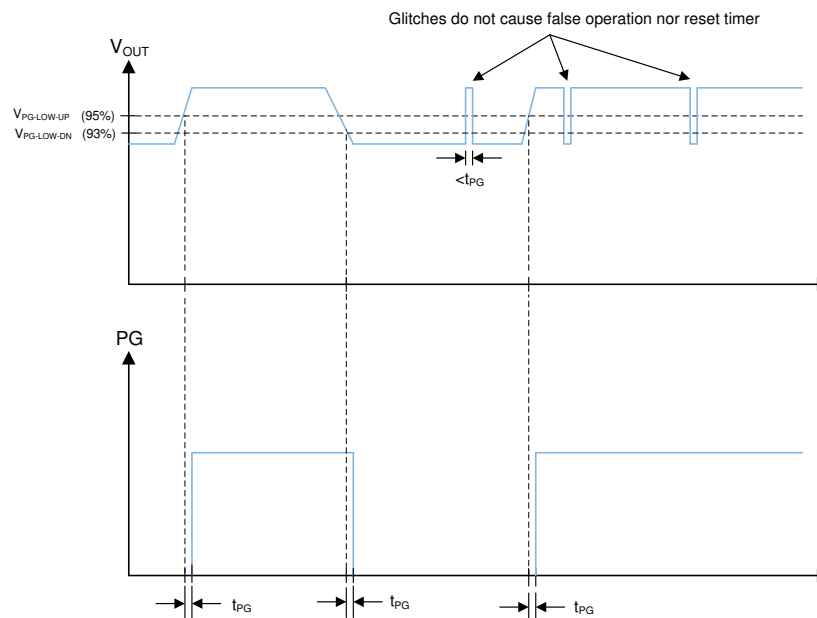 Glitches do not cause false operation nor reset timer
VOUT
VPG-LOW-UP (95%)
VPG-LOW-DN (93%)
<tPG
PG
tPG
tPG
tPG